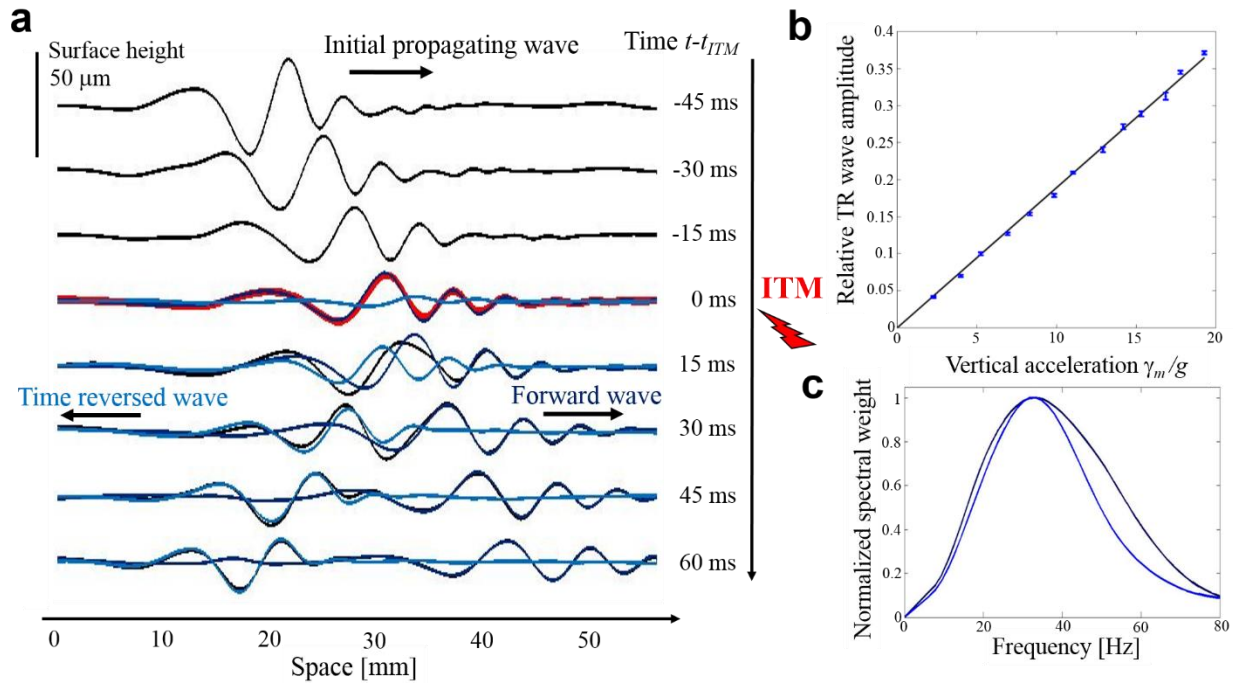 a
Surface height
50 μm
Initial propagating wave
Time t-t_ITM
-45 ms
-30 ms
-15 ms
0 ms
15 ms
Time reversed wave
Forward wave
30 ms
45 ms
60 ms
ITM
0 10 20 30 40 50
Space [mm]
b
Relative TR wave amplitude
0.4
0.35
0.3
0.25
0.2
0.15
0.1
0.05
0
0 5 10 15 20
Vertical acceleration γ_m/g
c
Normalized spectral weight
1
0.8
0.6
0.4
0.2
0
0 20 40 60 80
Frequency [Hz]